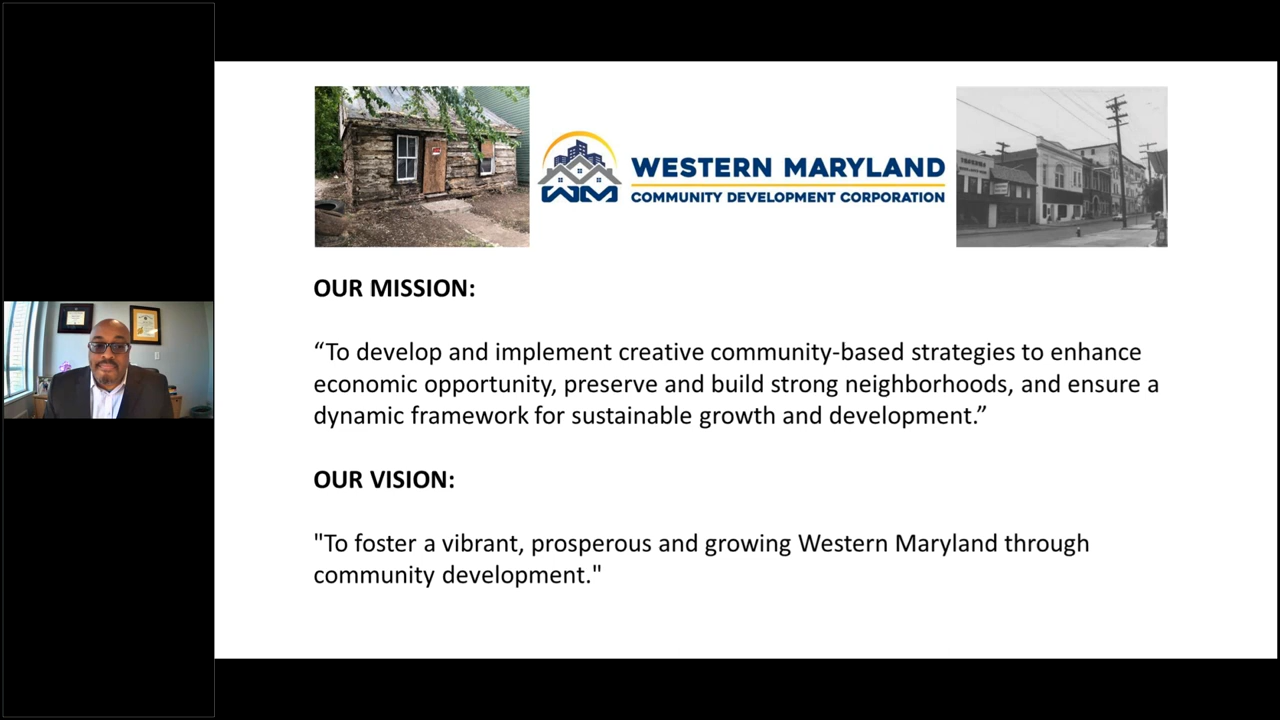 WM
WESTERN MARYLAND
COMMUNITY DEVELOPMENT CORPORATION
OUR MISSION:
“To develop and implement creative community-based strategies to enhance
economic opportunity, preserve and build strong neighborhoods, and ensure a
dynamic framework for sustainable growth and development.”
OUR VISION:
"To foster a vibrant, prosperous and growing Western Maryland through
community development."